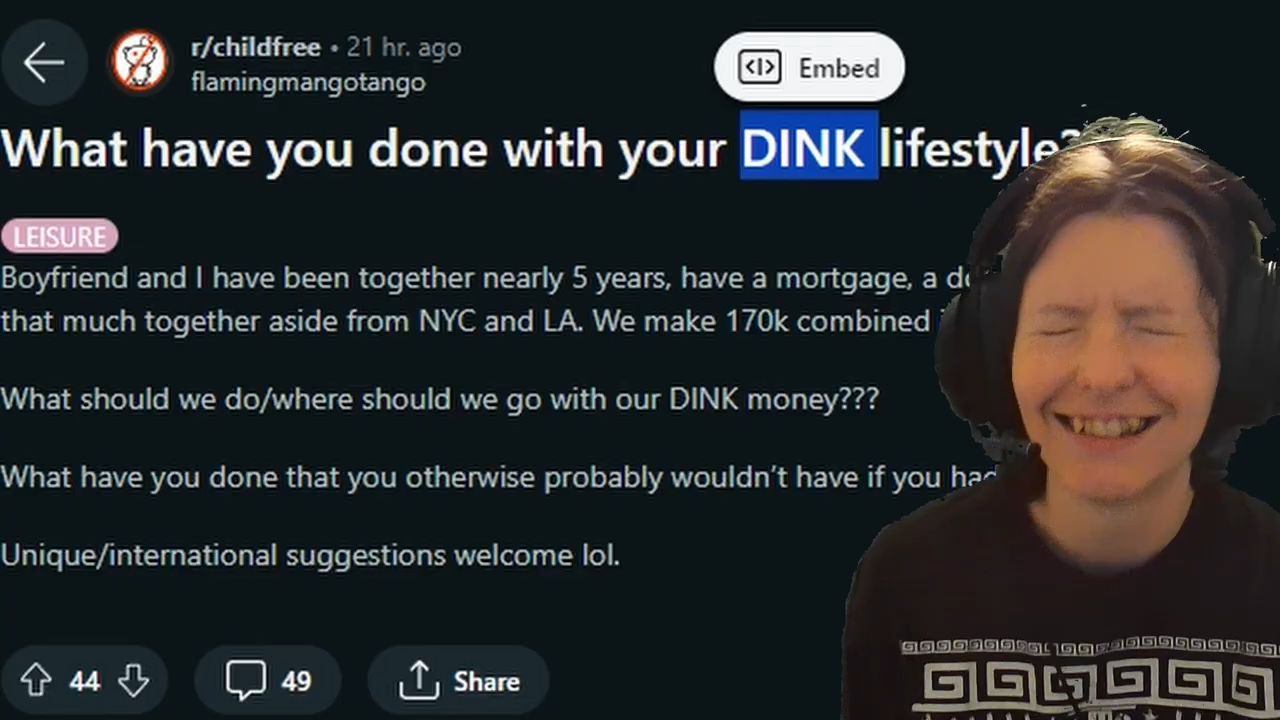 r/childfree • 21 hr. ago
flamingmangotango
Embed
What have you done with your DINK lifestyle?
LEISURE
Boyfriend and I have been together nearly 5 years, have a mortgage, a
that much together aside from NYC and LA. We make 170k combined
What should we do/where should we go with our DINK money???
What have you done that you otherwise probably wouldn't have if you had
Unique/international suggestions welcome lol.
44
49
Share